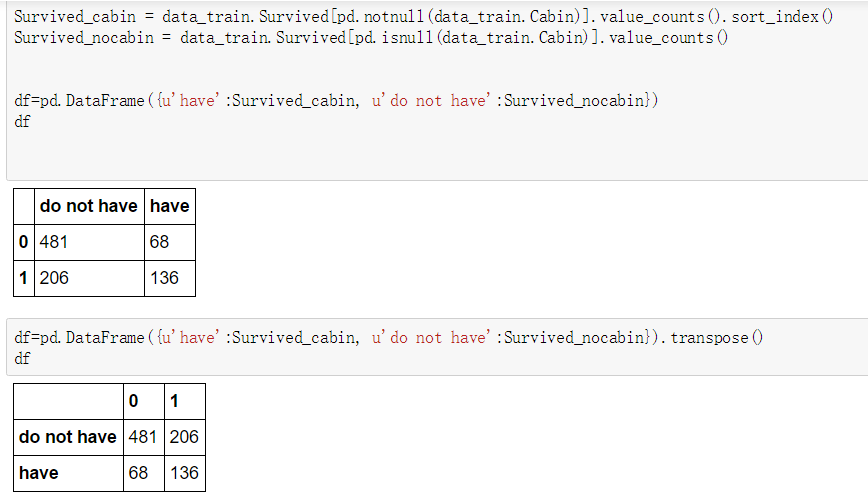 Survived_cabin = data_train.Survived[pd.notnull(data_train.Cabin)].value_counts().sort_index()
Survived_nocabin = data_train.Survived[pd.isnull(data_train.Cabin)].value_counts()
df=pd.DataFrame({u'have':Survived_cabin, u'do not have':Survived_nocabin})
df
do not have have
0 481 68
1 206 136
df=pd.DataFrame({u'have':Survived_cabin, u'do not have':Survived_nocabin}).transpose()
df
0 1
do not have 481 206
have 68 136